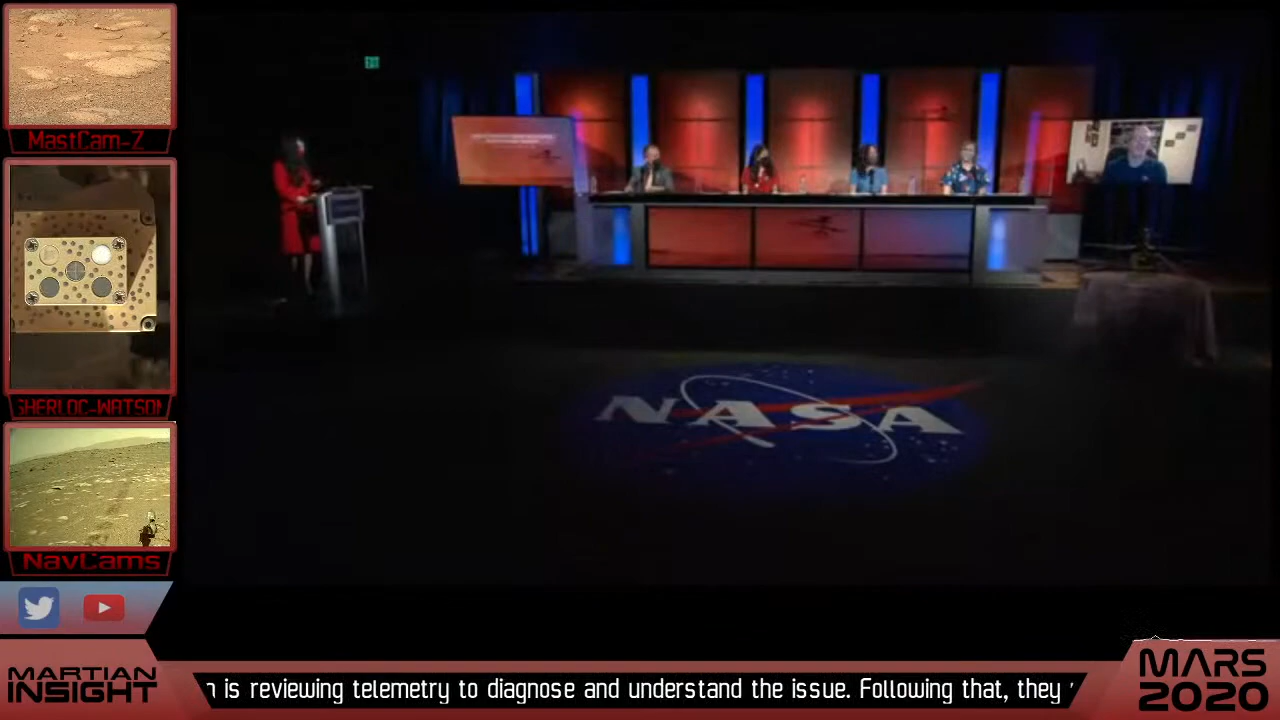 MastCam-Z
SHERLOC-WATSON
NavCams
NASA
MARTIAN
INSIGHT
is reviewing telemetry to diagnose and understand the issue. Following that, they
MARS
2020